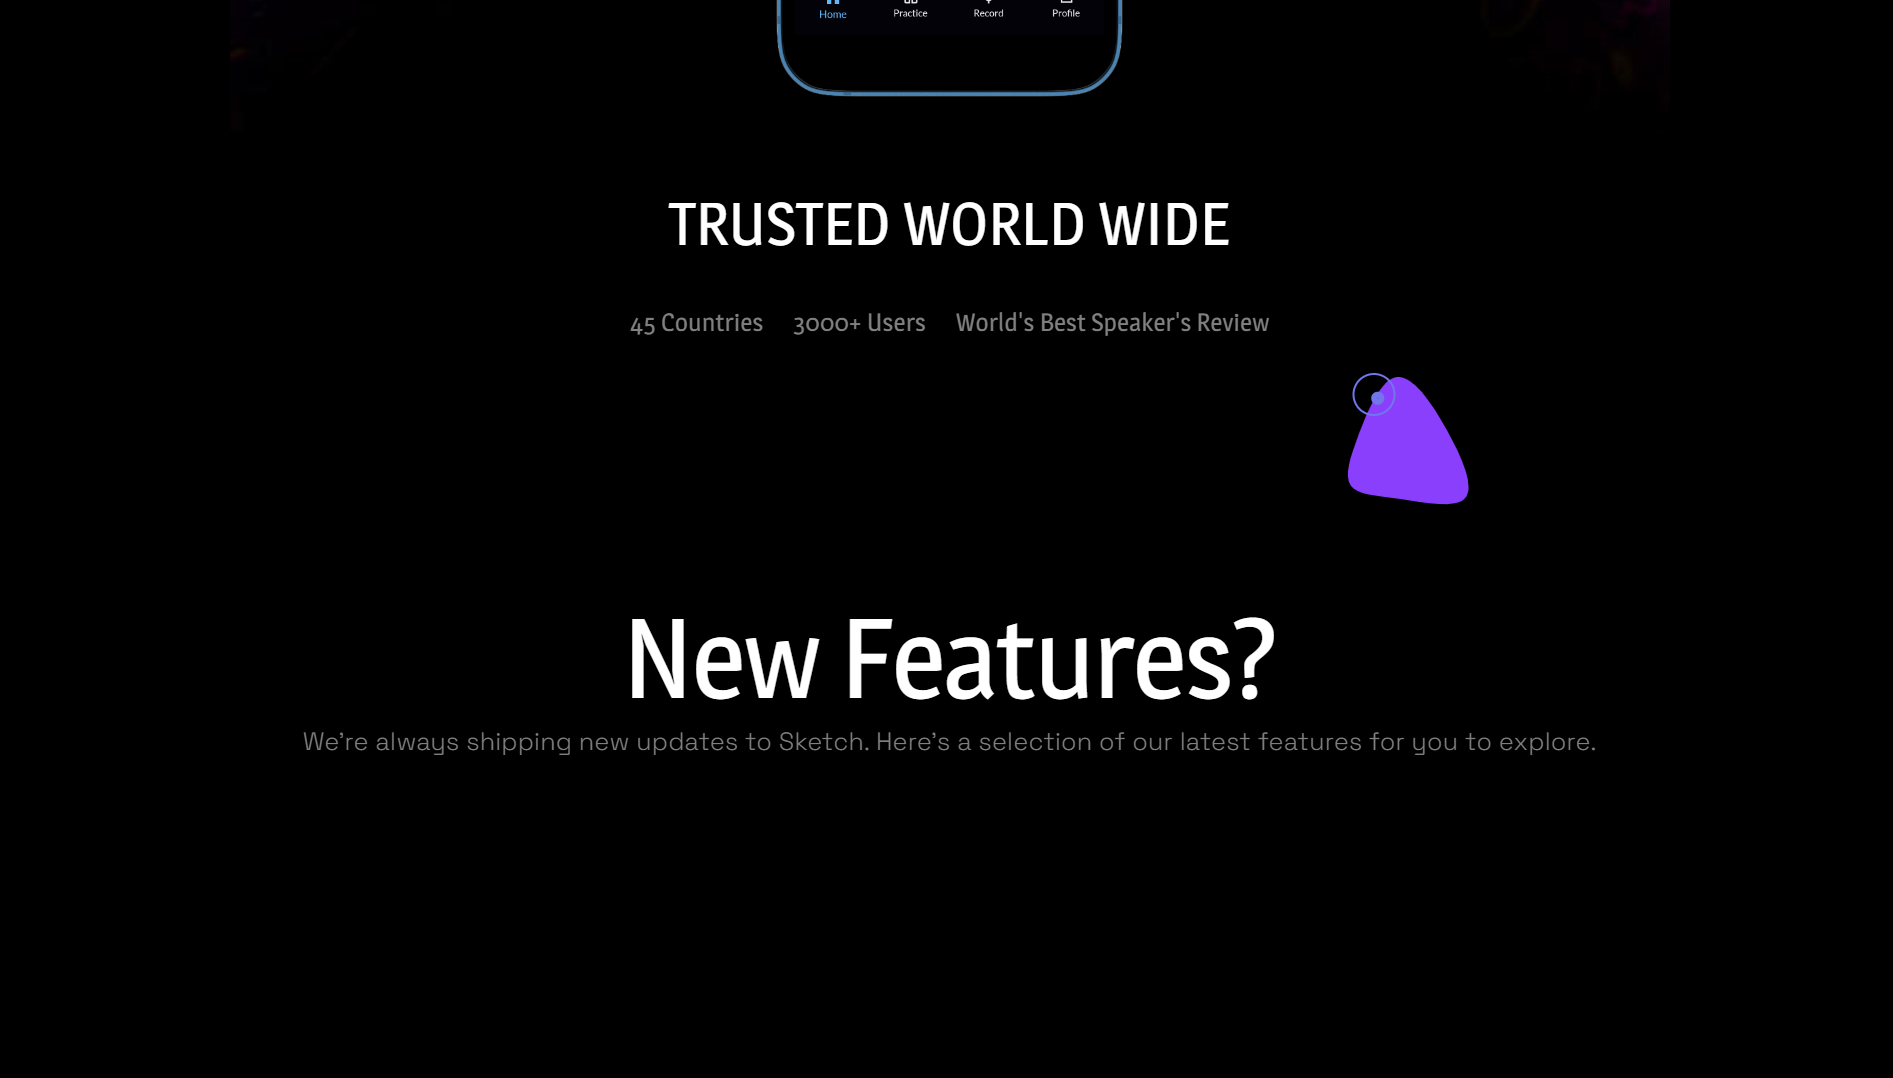 Home Practice Record Profile
TRUSTED WORLD WIDE
45 Countries 3000+ Users World's Best Speaker's Review
New Features?
We’re always shipping new updates to Sketch. Here’s a selection of our latest features for you to explore.